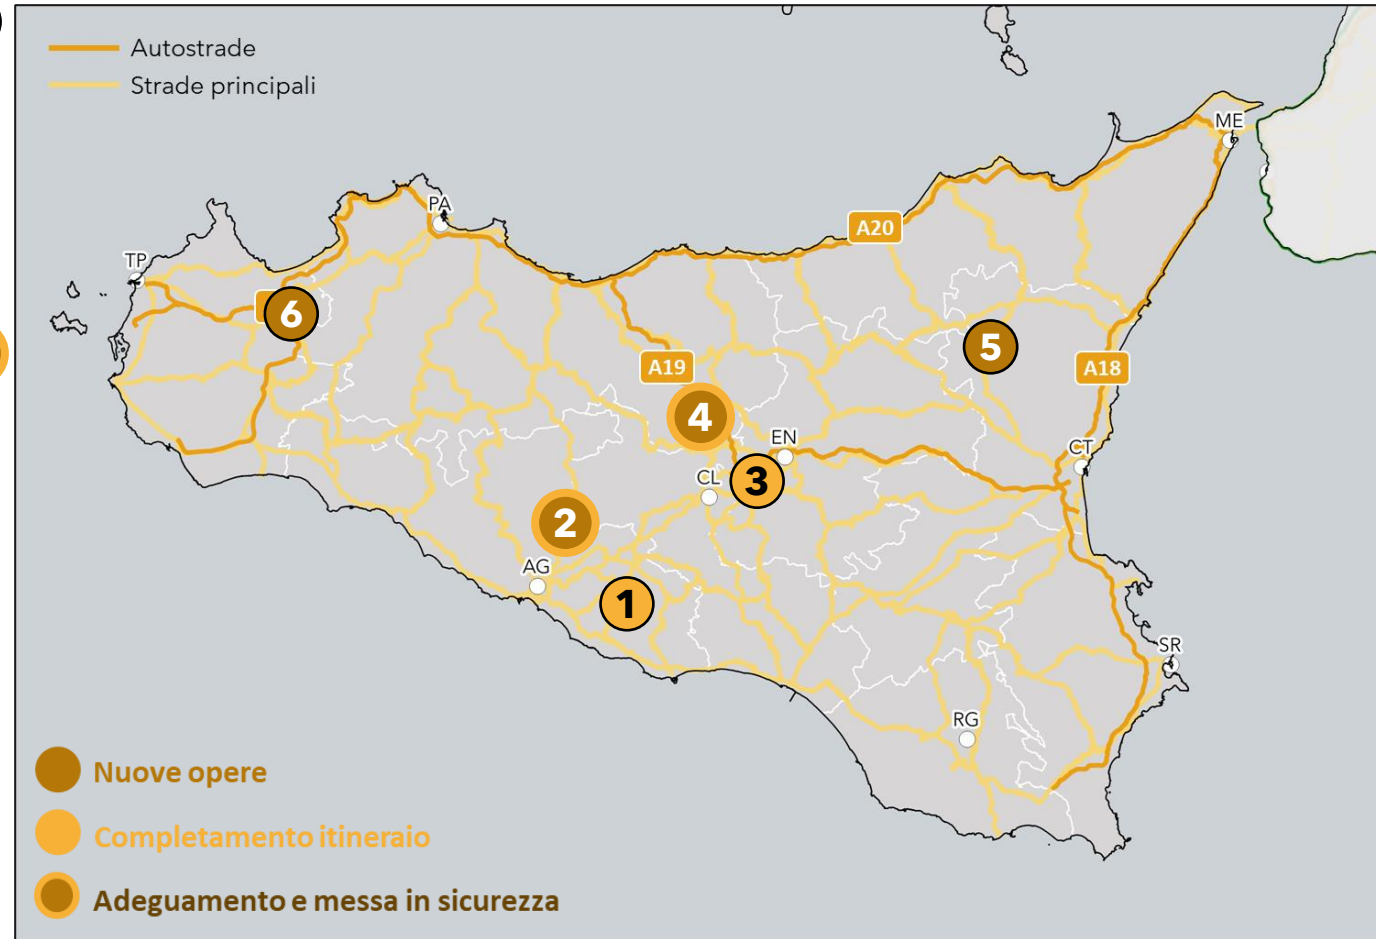 Autostrade
Strade principali
ME
PA
A20
TP
6
5
A19
A18
4
EN
CT
3
CL
2
AG
1
SR
RG
Nuove opere
Completamento itineraio
Adeguamento e messa in sicurezza